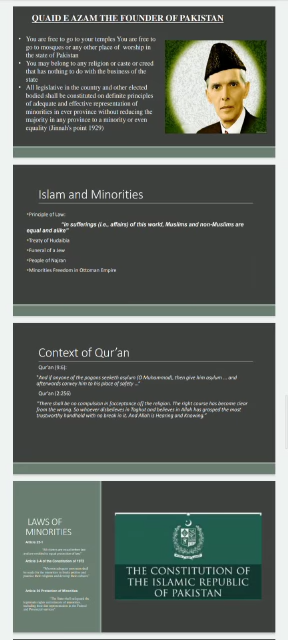 QUAID E AZAM THE FOUNDER OF PAKISTAN
• You are free to go to your temples You are free to
go to mosques or any other place of worship in
the state of Pakistan
• You may belong to any religion or caste or creed
that has nothing to do with the business of the
state
• All legislative in the country and other elected
bodied shall be constituted on definite principles
of adequate and effective representation of
minorities in ever province without reducing the
majority in any province to a minority or even
equality (Jinnah's point 1929)
Islam and Minorities
•Principle of Law:
"in sufferings (i.e., affairs) of this world, Muslims and non-Muslims are
equal and alike"
•Treaty of Hudaibia
•Funeral of a Jew
•People of Najran
•Minorities Freedom in Ottoman Empire
Context of Qur'an
Qur'an (9:6):
"And if anyone of the pagans seeketh asylum (O Muhammad), then give him asylum ... and
afterwards convey him to his place of safety ..."
Qur'an (2:256)
"There shall be no compulsion in [acceptance of] the religion. The right course has become clear
from the wrong. So whoever disbelieves in Taghut and believes in Allah has grasped the most
trustworthy handhold with no break in it. And Allah is Hearing and Knowing."
LAWS OF
MINORITIES
THE CONSTITUTION OF
THE ISLAMIC REPUBLIC
OF PAKISTAN